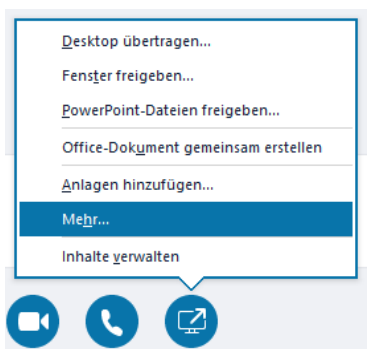 Desktop übertragen...
Fenster freigeben...
PowerPoint-Dateien freigeben...
Office-Dokument gemeinsam erstellen
Anlagen hinzufügen...
Mehr...
Inhalte verwalten